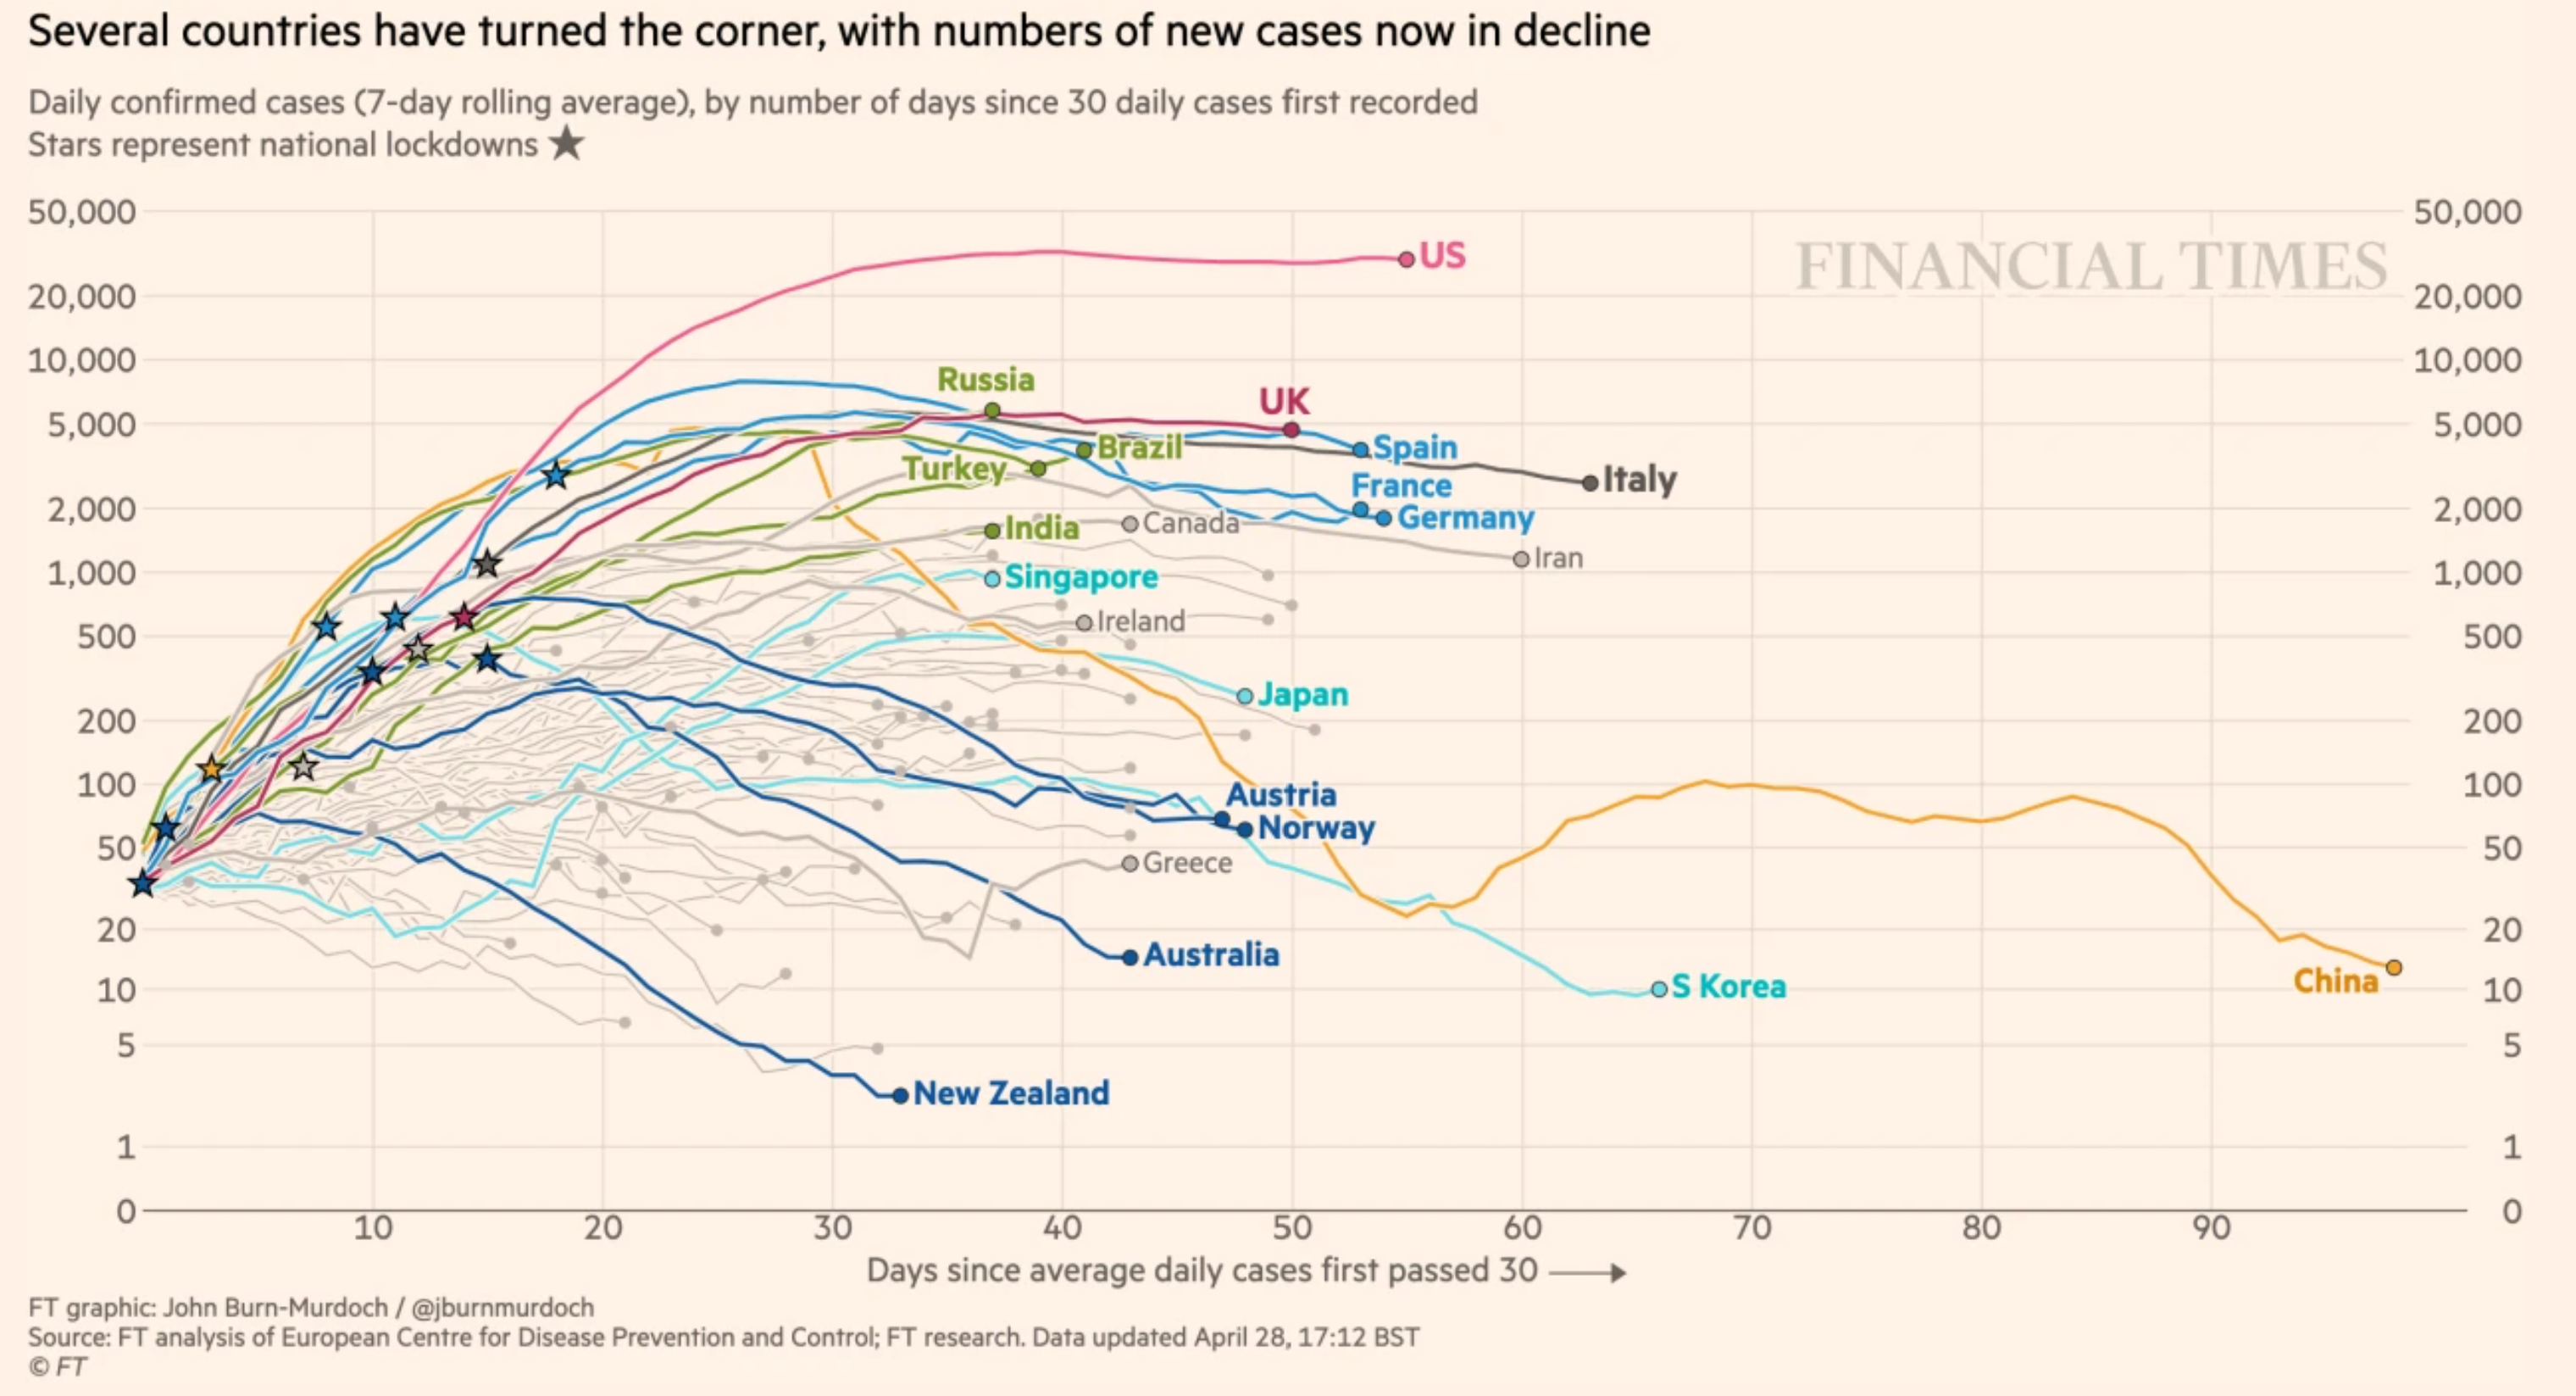 Several countries have turned the corner, with numbers of new cases now in decline
Daily confirmed cases (7-day rolling average), by number of days since 30 daily cases first recorded
Stars represent national lockdowns ★
50,000
20,000
10,000
5,000
2,000
1,000
500
200
100
50
20
10
5
1
0
FINANCIAL TIMES
US
Russia
UK
Brazil
Spain
Turkey
Italy
France
Germany
India
Canada
Iran
Singapore
Ireland
Japan
Austria
Norway
Greece
Australia
China
S Korea
New Zealand
50,000
20,000
10,000
5,000
2,000
1,000
500
200
100
50
20
10
5
1
0
10 20 30 40 50 60 70 80 90
Days since average daily cases first passed 30 ⟶
FT graphic: John Burn-Murdoch / @jburnmurdoch
Source: FT analysis of European Centre for Disease Prevention and Control; FT research. Data updated April 28, 17:12 BST
© FT